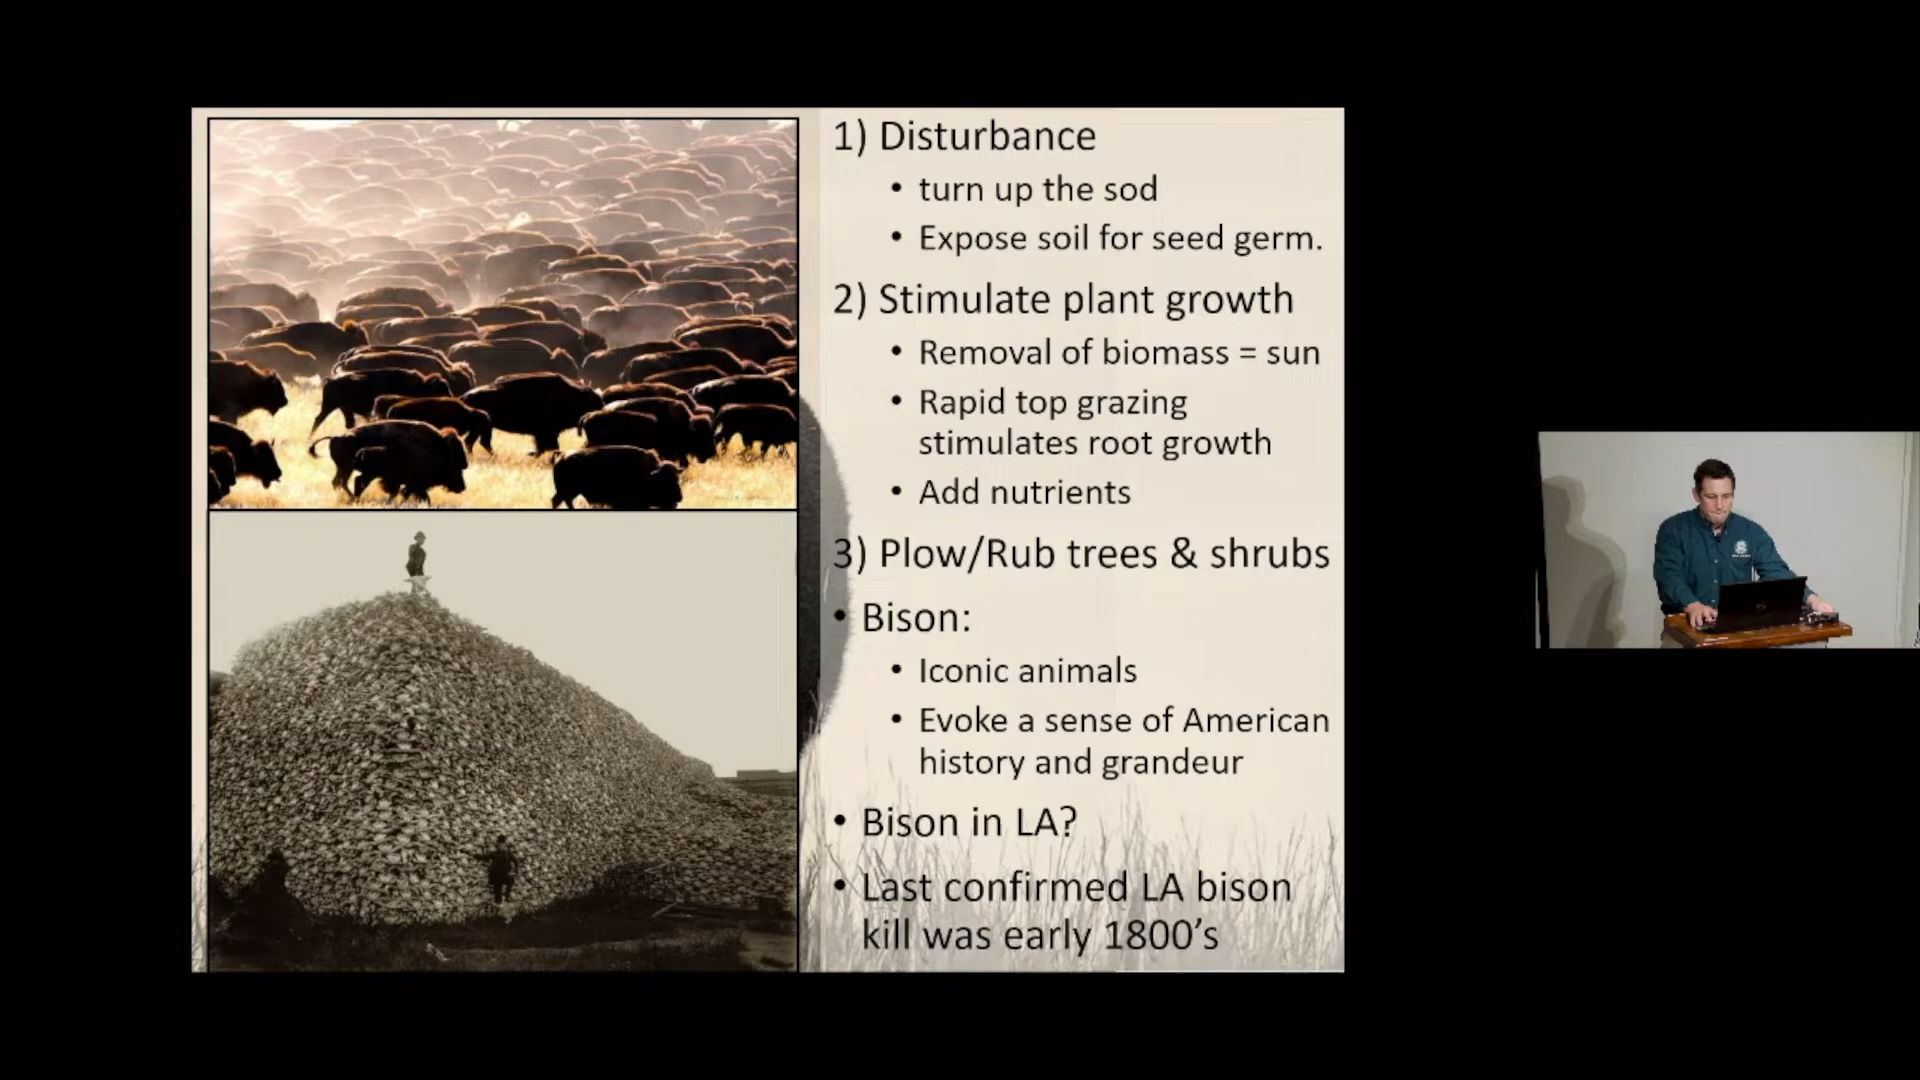 1) Disturbance
• turn up the sod
• Expose soil for seed germ.
2) Stimulate plant growth
• Removal of biomass = sun
• Rapid top grazing
stimulates root growth
• Add nutrients
3) Plow/Rub trees & shrubs
• Bison:
• Iconic animals
• Evoke a sense of American
history and grandeur
• Bison in LA?
• Last confirmed LA bison
kill was early 1800's